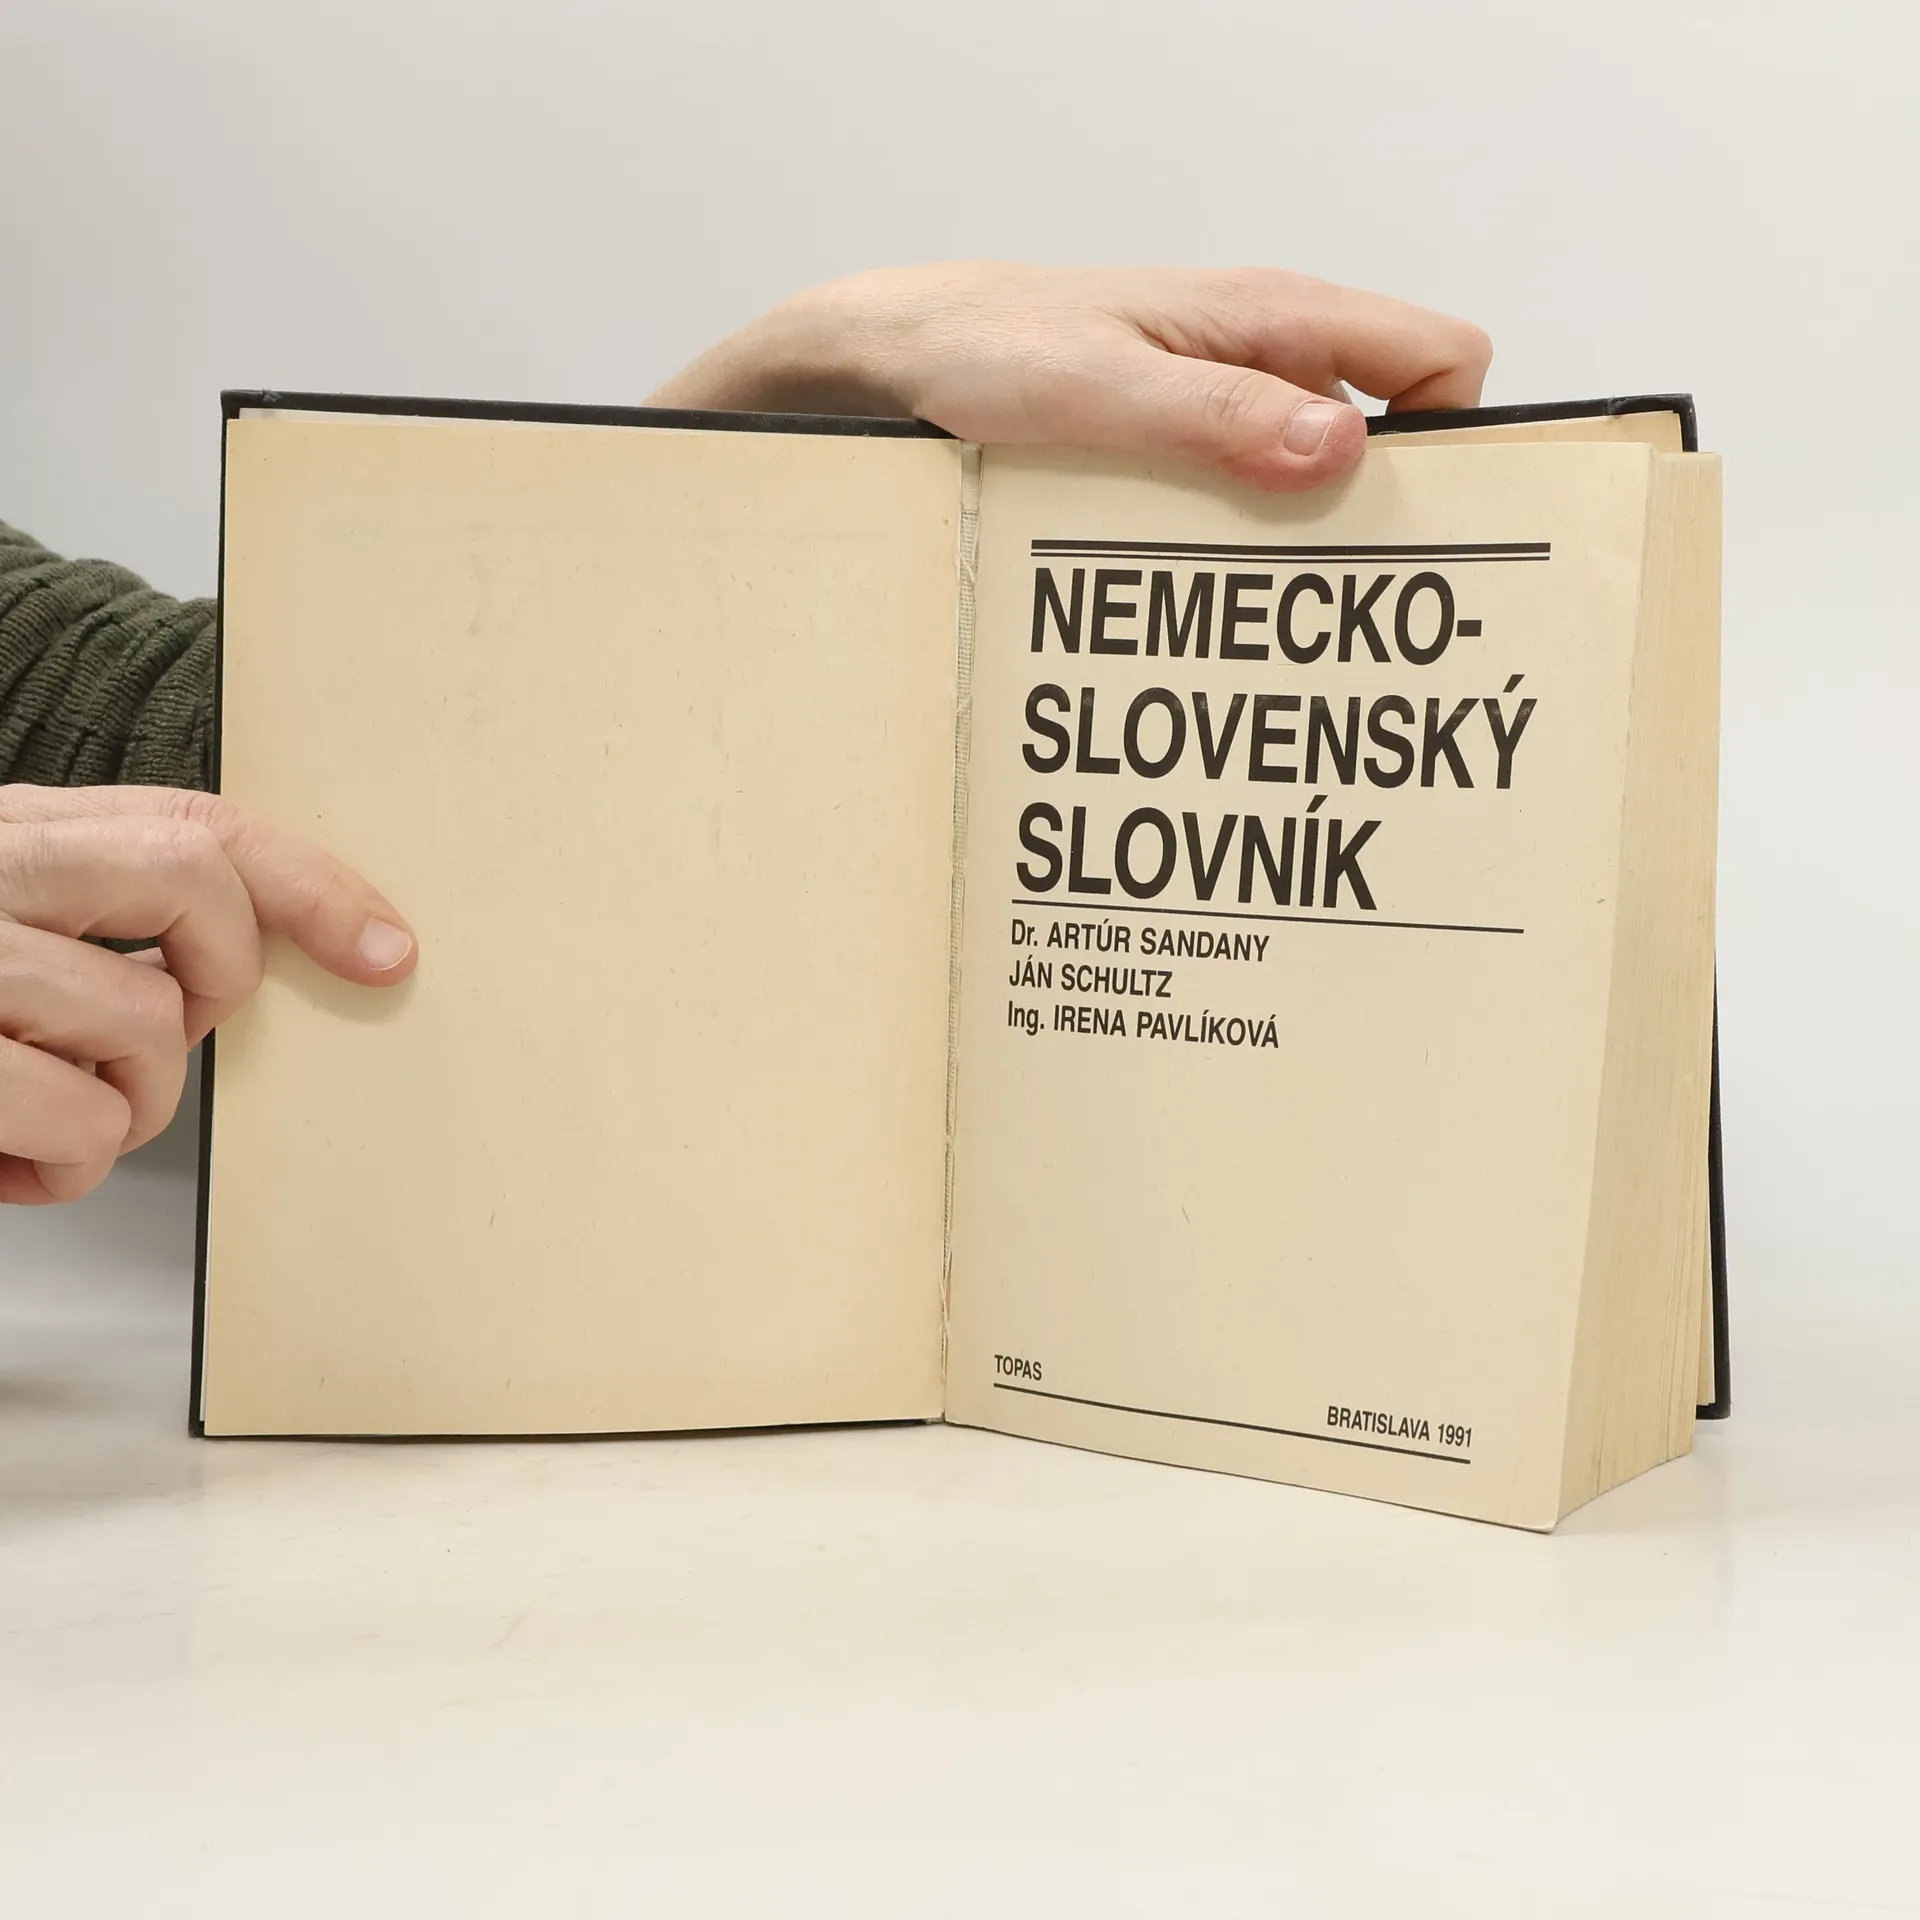 NEMECKO-
SLOVENSKÝ
SLOVNÍK
Dr. ARTÚR SANDANY
JÁN SCHULTZ
Ing. IRENA PAVLÍKOVÁ
TOPAS
BRATISLAVA 1991